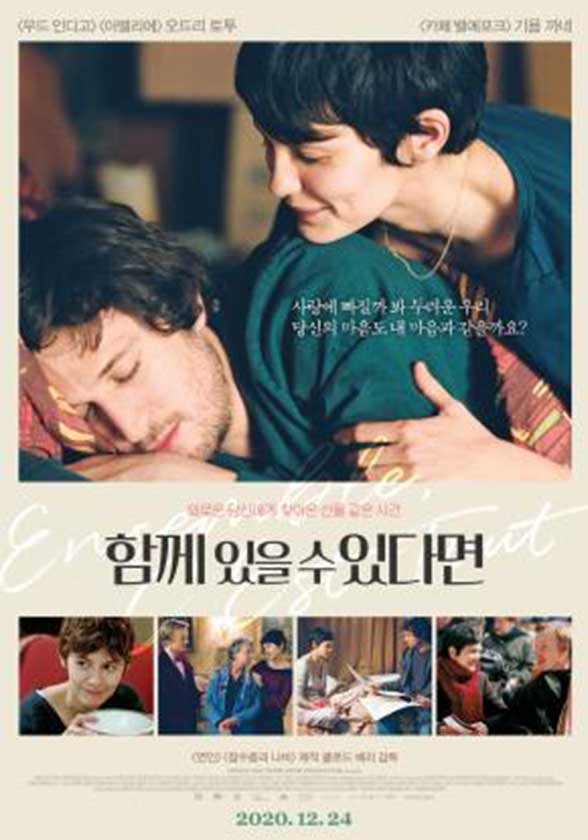 <무드 인디고> <아멜리에> 오드리 토투
<카페 벨에포크> 기욤 까네
사랑에 빠질까 봐 두려운 우리
당신의 마음도 내 마음과 같을까요?
외로운 당신에게 찾아온 선물 같은 시간
Ensemble,
C'est Tout
함께 있을 수 있다면
<연인> <잠수종과 나비> 제작 클로드 베리 감독
2020. 12. 24